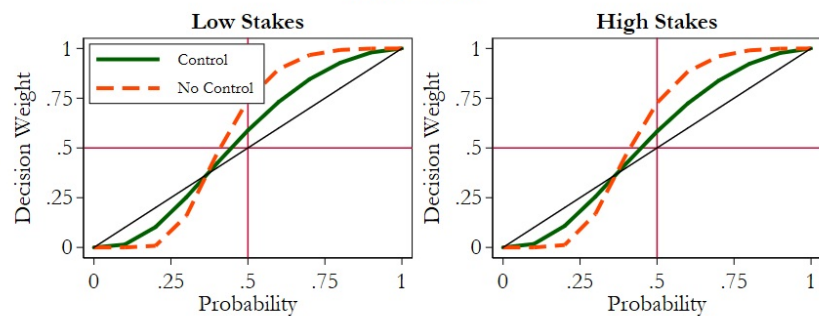 Low Stakes
Control
No Control
Decision Weight
1
.75
.5
.25
0
0 .25 .5 .75 1
Probability
High Stakes
Decision Weight
1
.75
.5
.25
0
0 .25 .5 .75 1
Probability